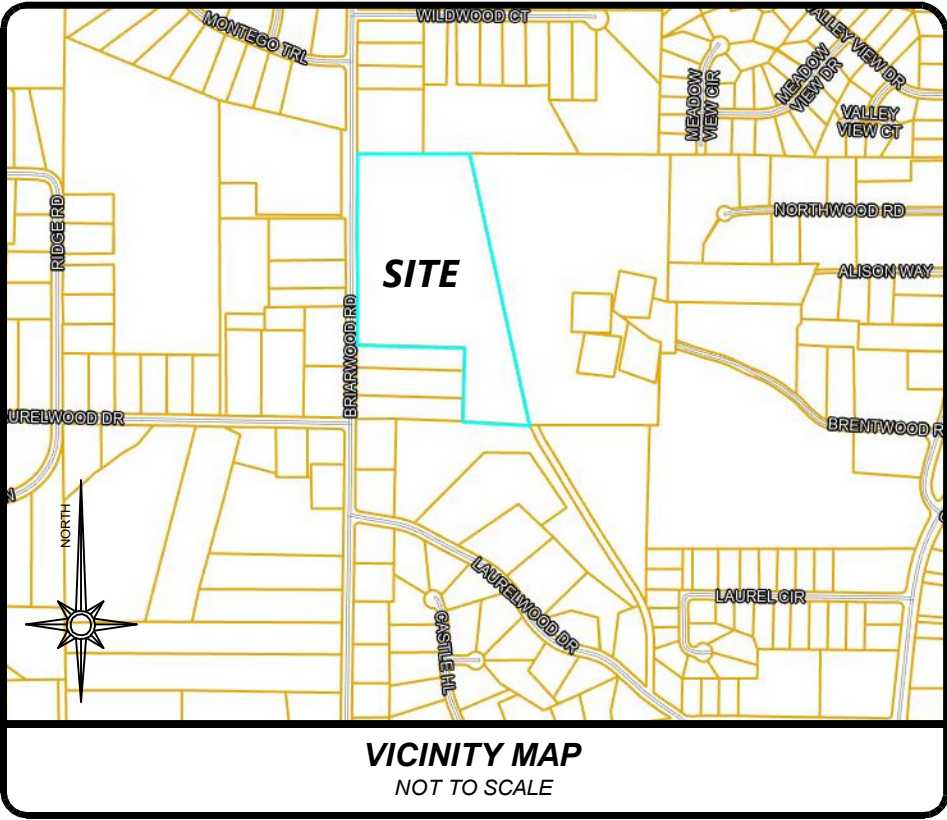 WILDWOOD CT
MONTEGO TRL
VALLEY VIEW DR
MEADOW
VIEW CIR
MEADOW
VIEW DR
VALLEY
VIEW CT
RIDGE RD
NORTHWOOD RD
SITE
ALISON WAY
BRIARWOOD RD
URELWOOD DR
BRENTWOOD R
NORTH
LAURELWOOD DR
LAUREL CIR
CASTLE HL
VICINITY MAP
NOT TO SCALE